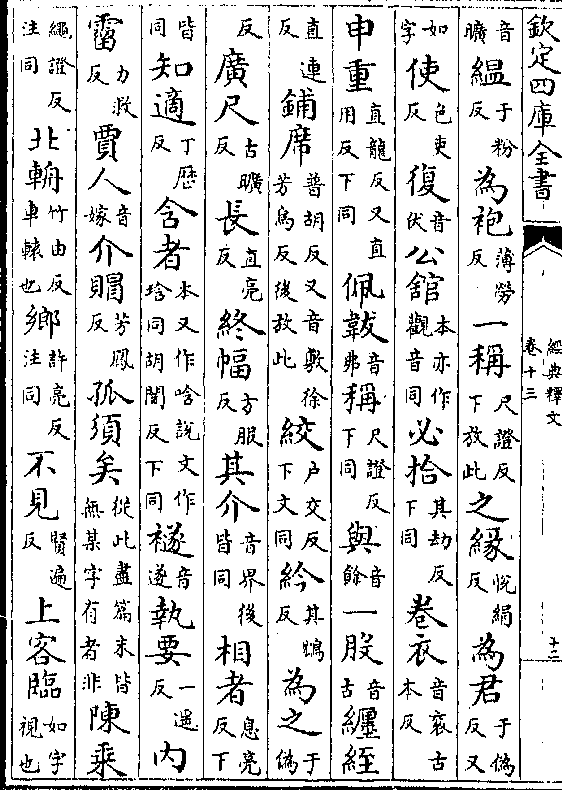 欽定四庫全書
經典釋文
卷十三
十三
音曠縕于粉反為袍薄勞反一稱尺證反下放此之緣悅絹反為君于偽反又
如字使色吏反復音伏公館本亦作觀音同必拾其劫反下同卷衣音衮古本反
申重直龍反又直用反下同佩韍音弗稱尺證反下同與音餘一股音古纒絰
直連反鋪席普胡反又音敷徐芳烏反後放此絞户交反下文同紟其鴆反為之于偽
反廣尺古曠反長直亮反終幅方服反其介音界後皆同相者息亮反下
皆同知適丁歷反含者本又作唅說文作琀同胡闇反下同襚音遂執要一遥反内
霤力救反賈人音嫁介賵芳鳳反孤須矣從此盡篇末皆無某字有者非陳乘
繩證反注同北輈竹由反車轅也鄉許亮反注同不見賢遍反上客臨如字視也